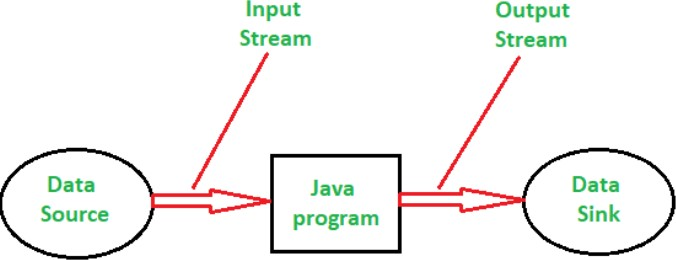 Input
Stream
Output
Stream
Data
Source
Java
program
Data
Sink